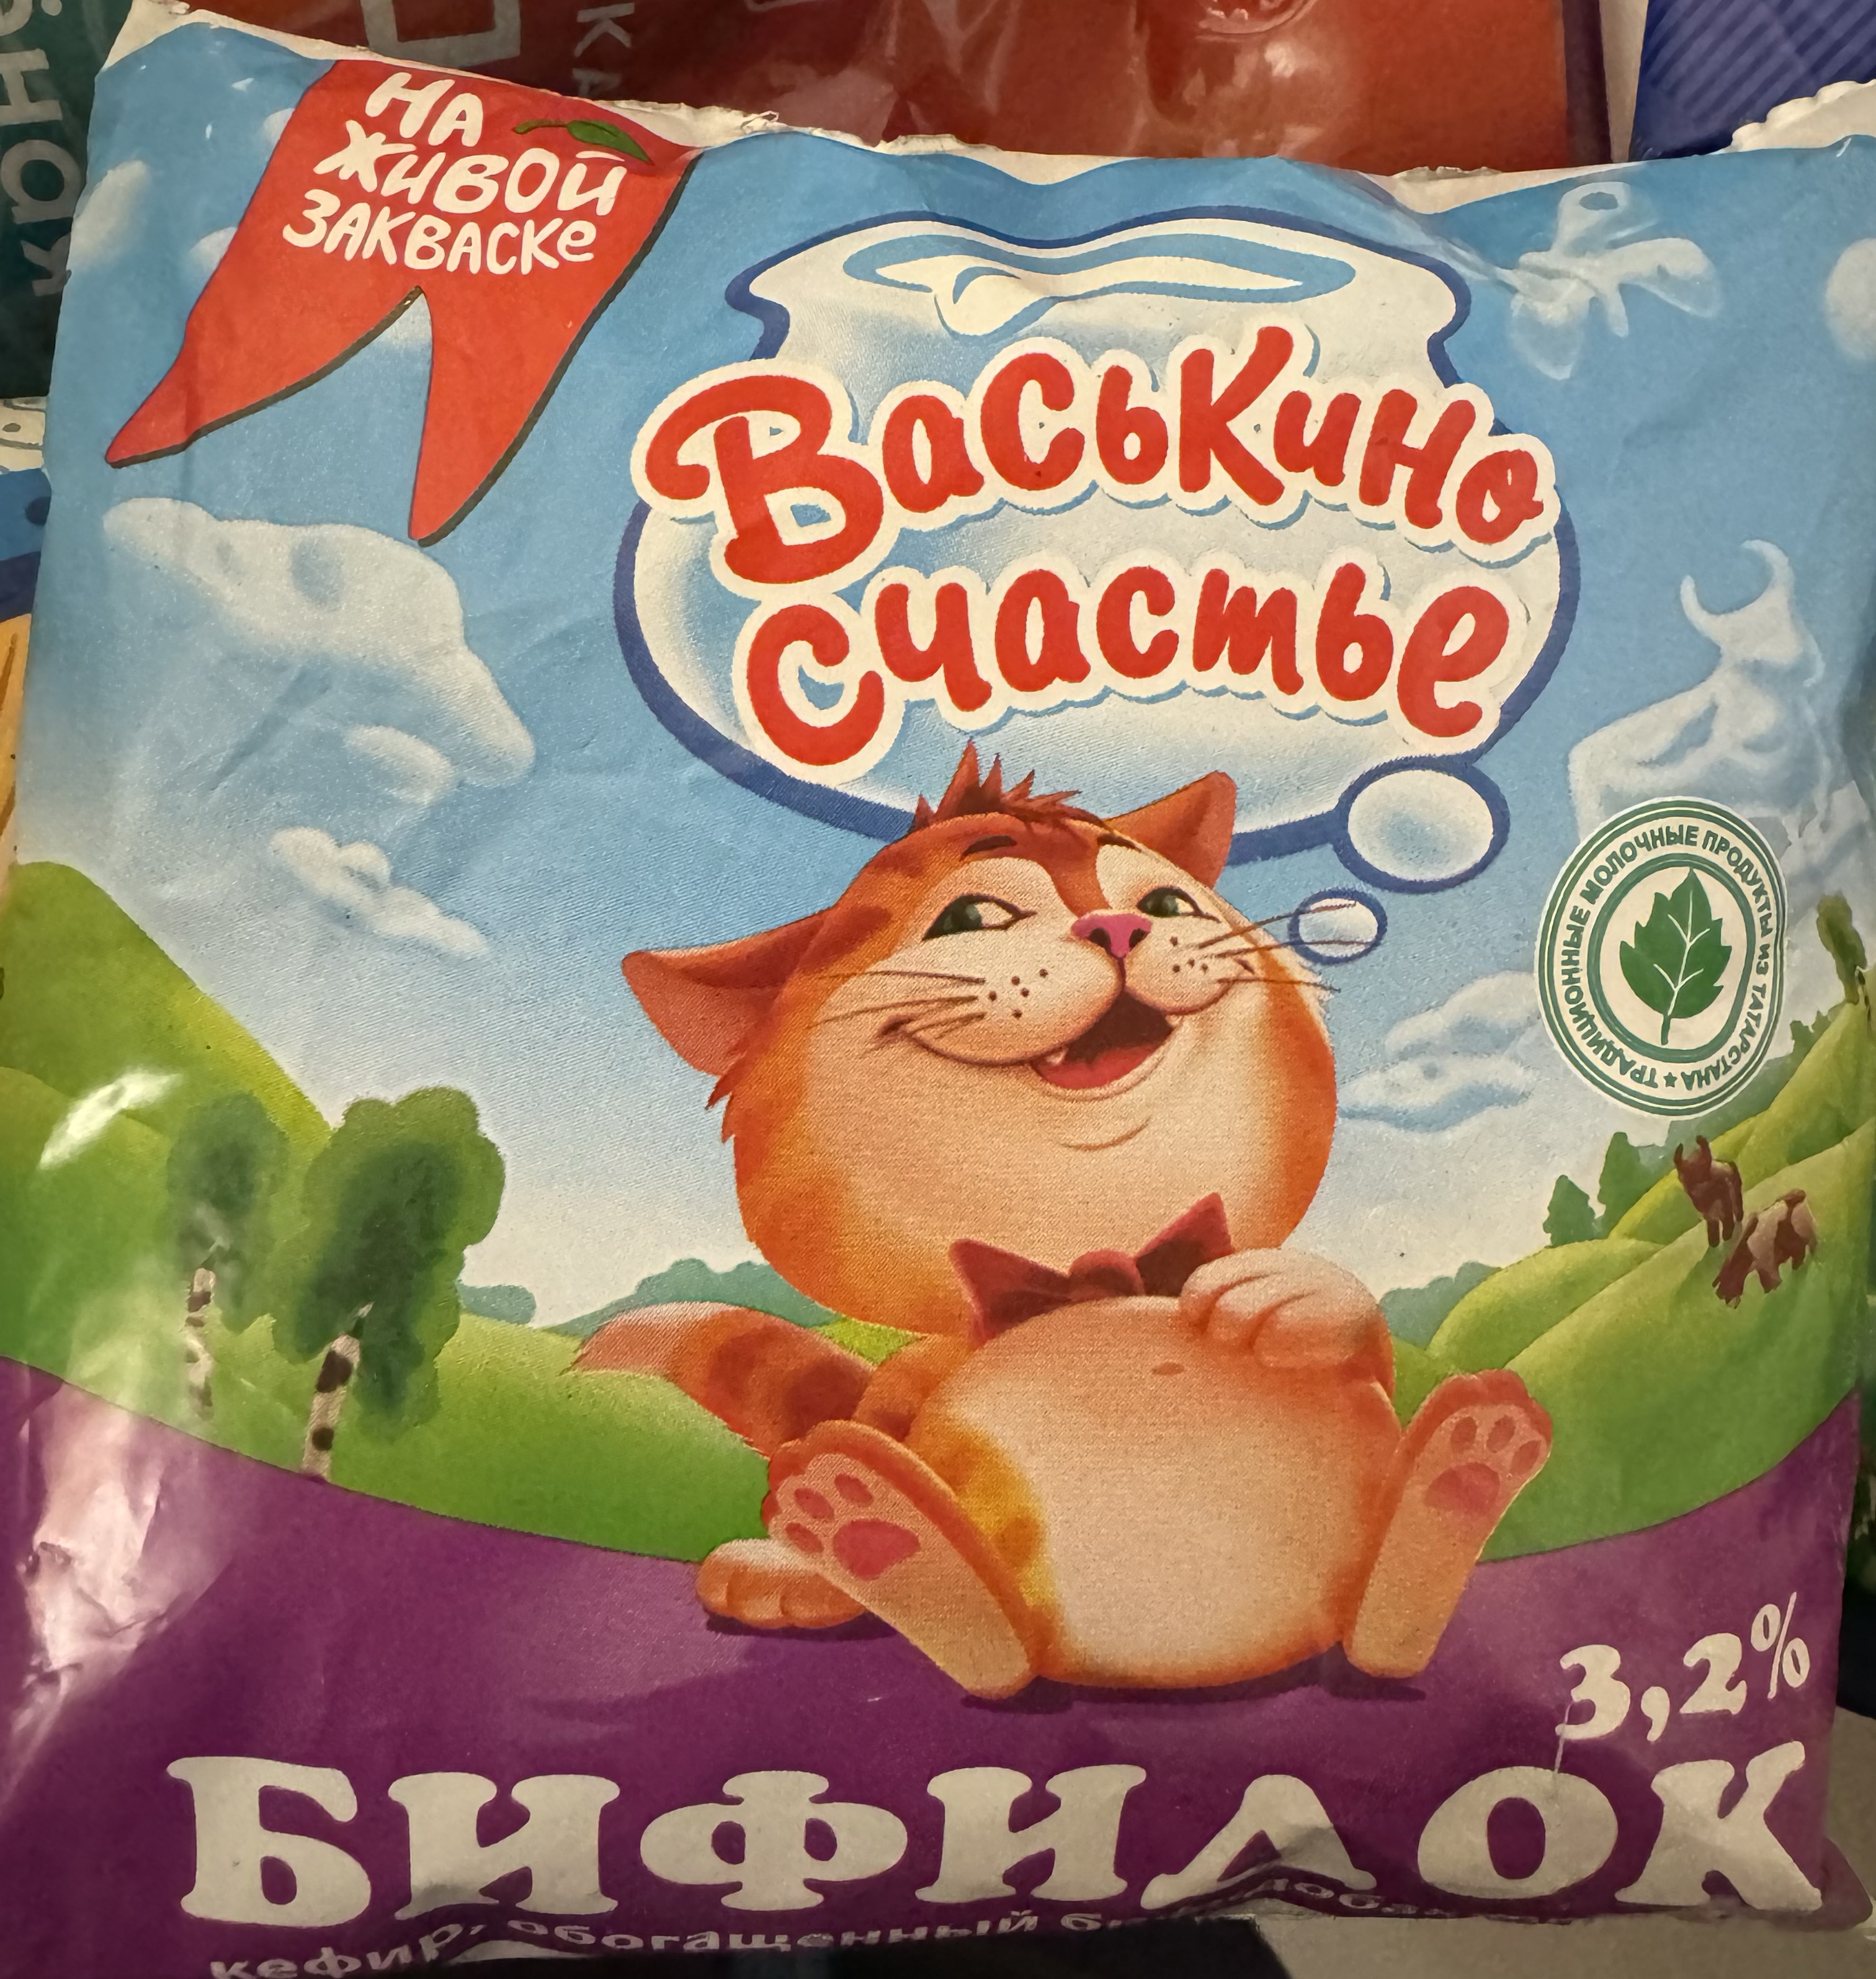 НА
ЖИВОЙ
ЗАКВАСКЕ
Васькино
счастье
ТРАДИЦИОННЫЕ МОЛОЧНЫЕ ПРОДУКТЫ ИЗ ТАТАРСТАНА
3,2%
БИФИЛОК
кефир, обогащенный